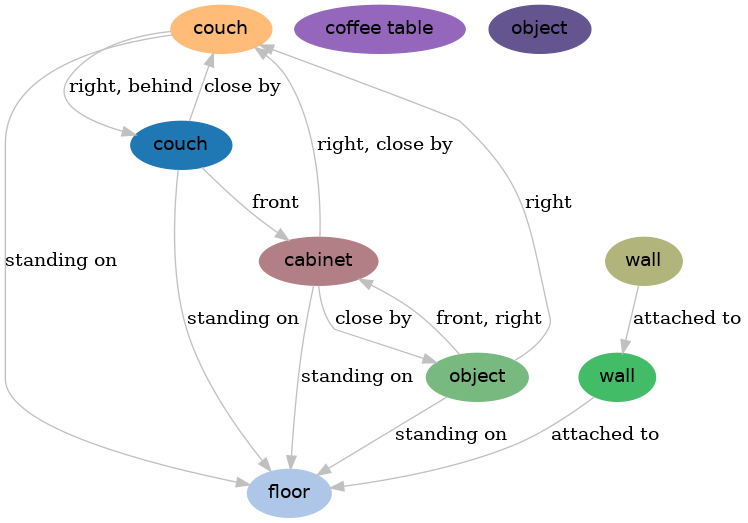 couch
coffee table
object
right, behind
close by
couch
right, close by
front
right
standing on
cabinet
wall
standing on
close by
front, right
attached to
standing on
object
wall
standing on
attached to
floor